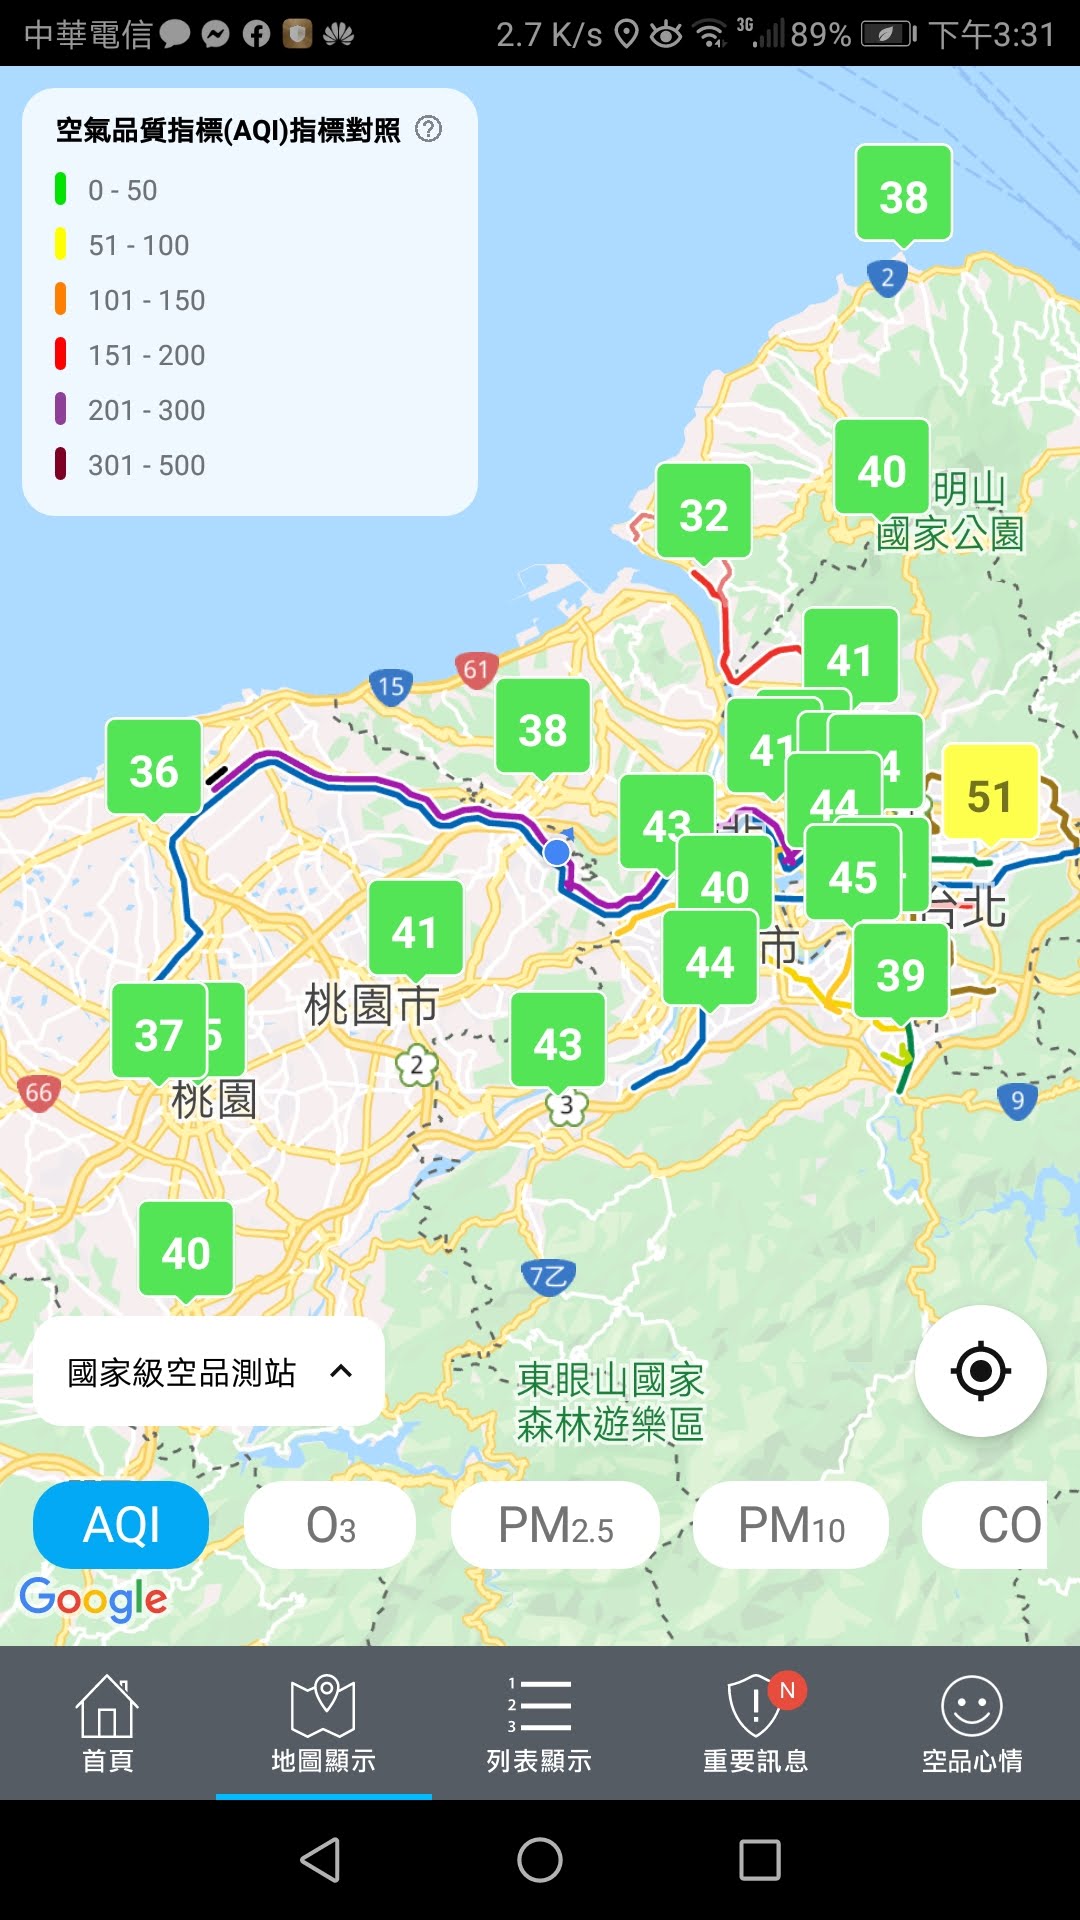 中華電信 2.7 K/s 3G 89% 下午3:31
空氣品質指標(AQI)指標對照 ?
0 - 50
51 - 100
101 - 150
151 - 200
201 - 300
301 - 500
38
2
40
明山
國家公園
32
41
61
15
38
36
41
4
51
44
43
北
40
45
台北
41
44
市
39
桃園市
37
5
43
2
3
66
桃園
9
40
7乙
國家級空品測站
東眼山國家
森林遊樂區
AQI O3 PM2.5 PM10 CO
Google
1
2
3
N
首頁 地圖顯示 列表顯示 重要訊息 空品心情